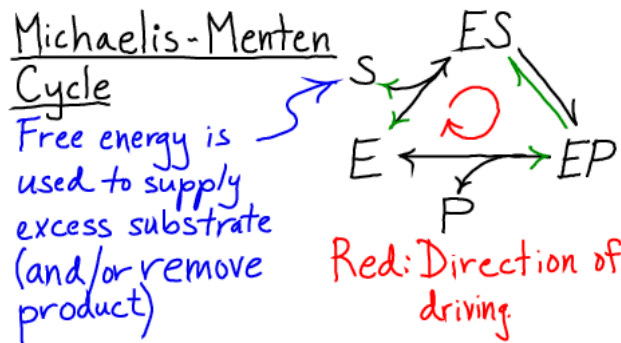 Michaelis-Menten
Cycle
Free energy is
used to supply
excess substrate
(and/or remove
product)
S
ES
E
EP
P
Red: Direction of
driving.